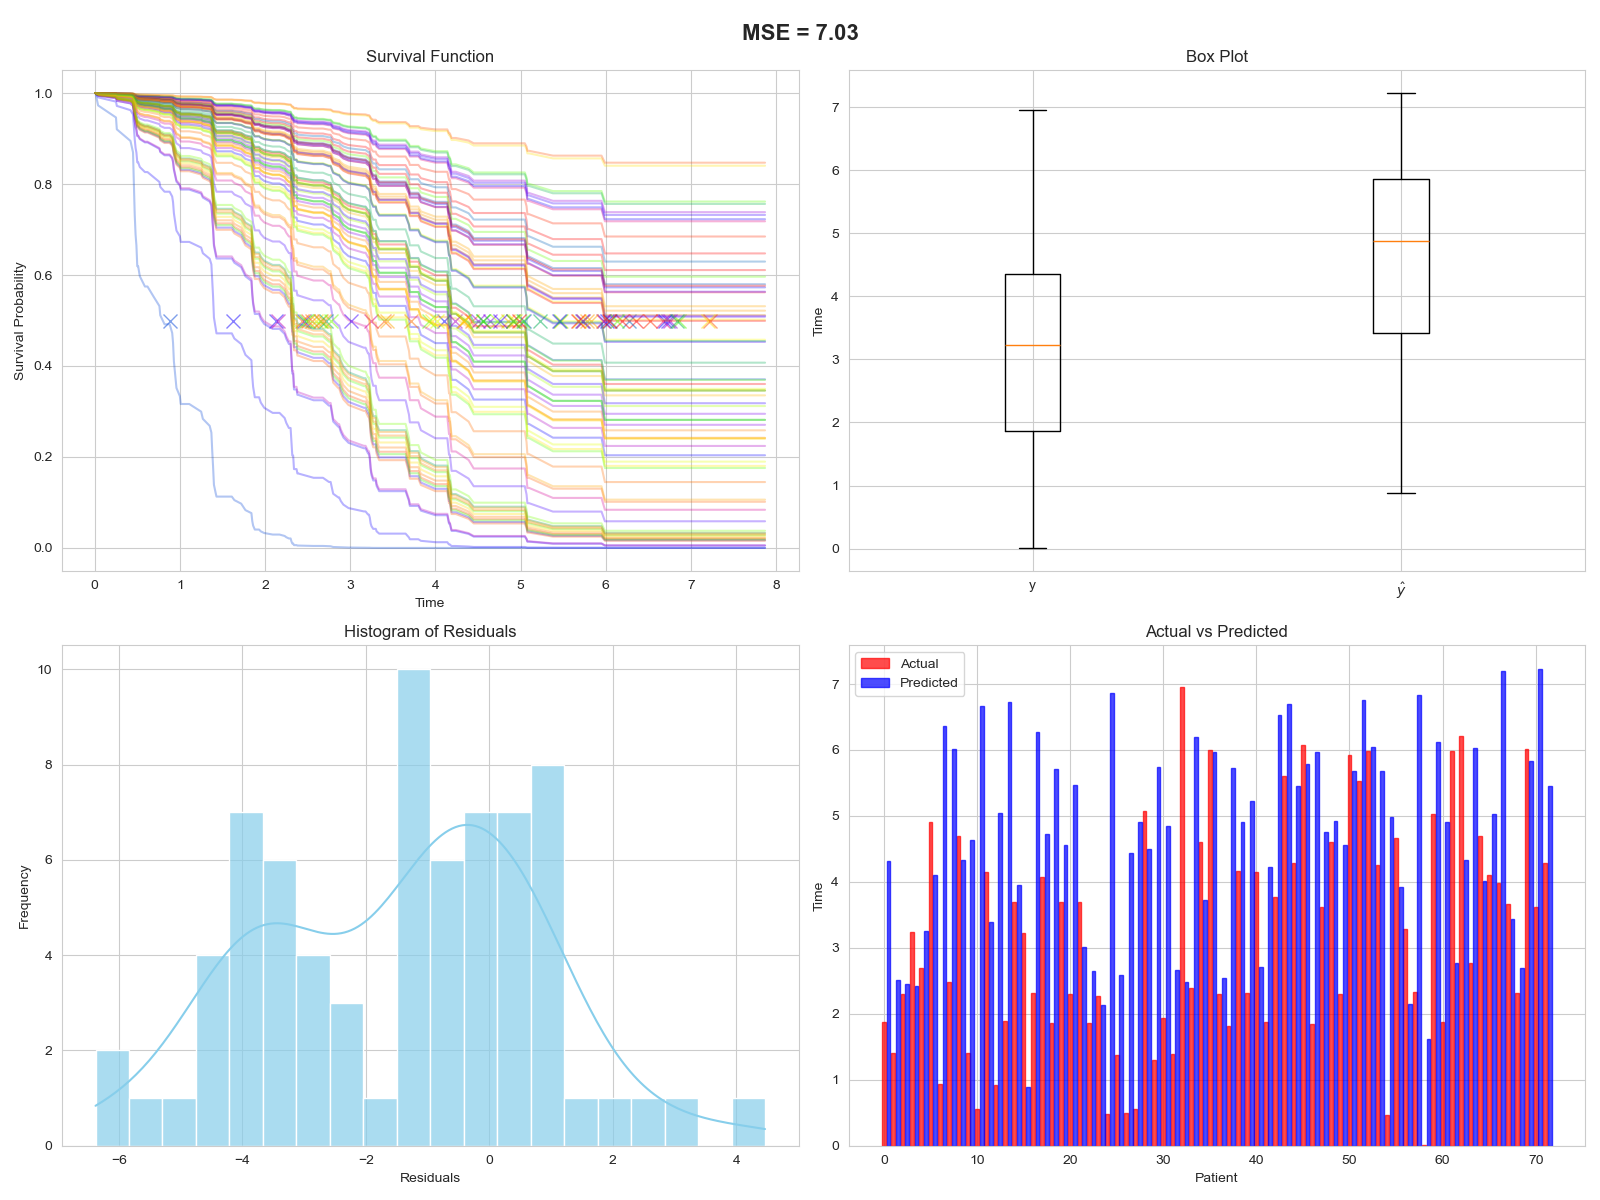 MSE = 7.03
Survival Function
Survival Probability
1.0
0.8
0.6
0.4
0.2
0.0
0 1 2 3 4 5 6 7 8
Time
Box Plot
Time
7
6
5
4
3
2
1
0
y ŷ
Histogram of Residuals
Frequency
10
8
6
4
2
0
−6 −4 −2 0 2 4
Residuals
Actual vs Predicted
Actual
Predicted
Time
7
6
5
4
3
2
1
0
0 10 20 30 40 50 60 70
Patient